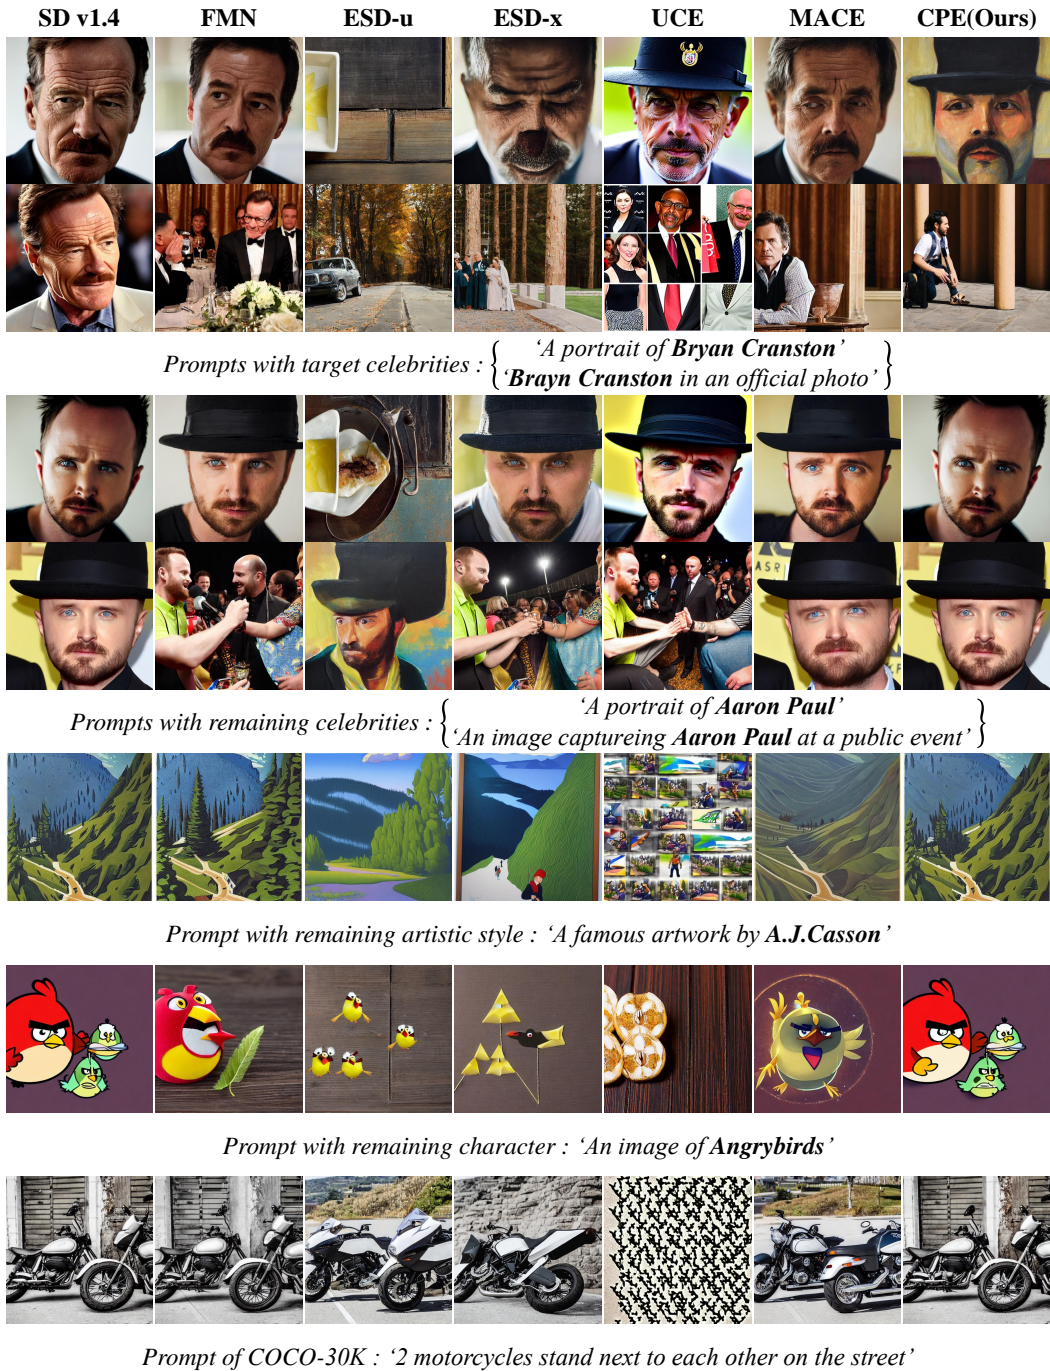 SD v1.4 FMN ESD-u ESD-x UCE MACE CPE(Ours)
Prompts with target celebrities : { 'A portrait of Bryan Cranston'
'Brayn Cranston in an official photo' }
Prompts with remaining celebrities : { 'A portrait of Aaron Paul'
'An image captureing Aaron Paul at a public event' }
Prompt with remaining artistic style : 'A famous artwork by A.J.Casson'
Prompt with remaining character : 'An image of Angrybirds'
Prompt of COCO-30K : '2 motorcycles stand next to each other on the street'